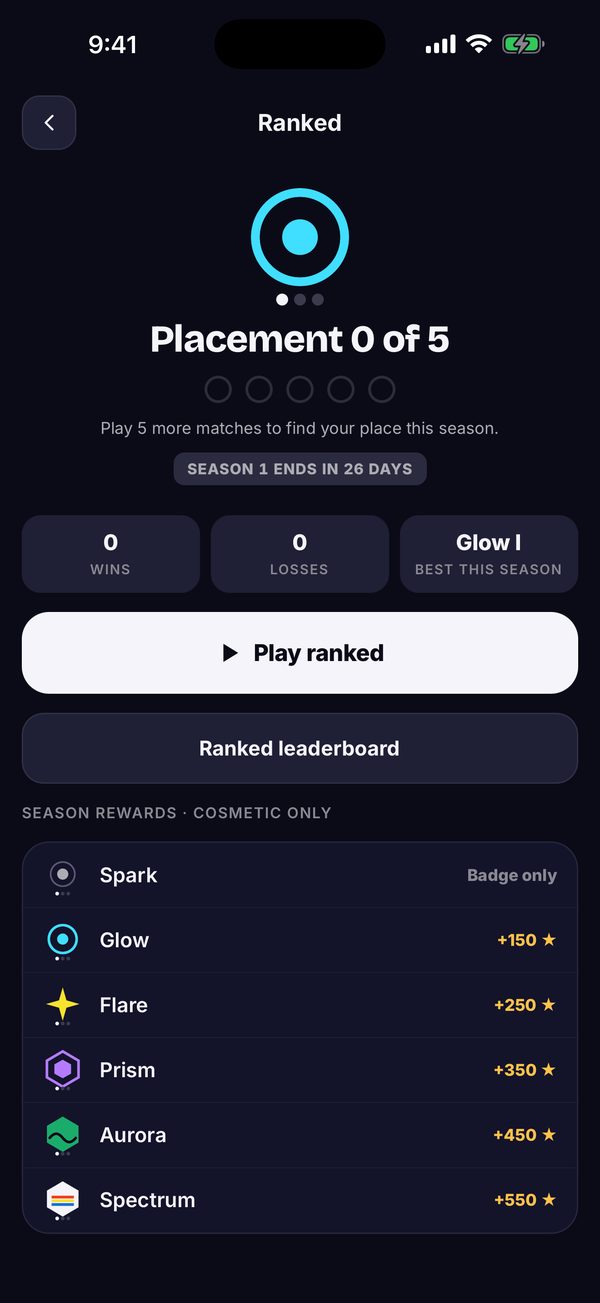 9:41
Ranked
Placement 0 of 5
Play 5 more matches to find your place this season.
SEASON 1 ENDS IN 26 DAYS
0
WINS
0
LOSSES
Glow I
BEST THIS SEASON
Play ranked
Ranked leaderboard
SEASON REWARDS · COSMETIC ONLY
Spark
Badge only
Glow
+150 ★
Flare
+250 ★
Prism
+350 ★
Aurora
+450 ★
Spectrum
+550 ★